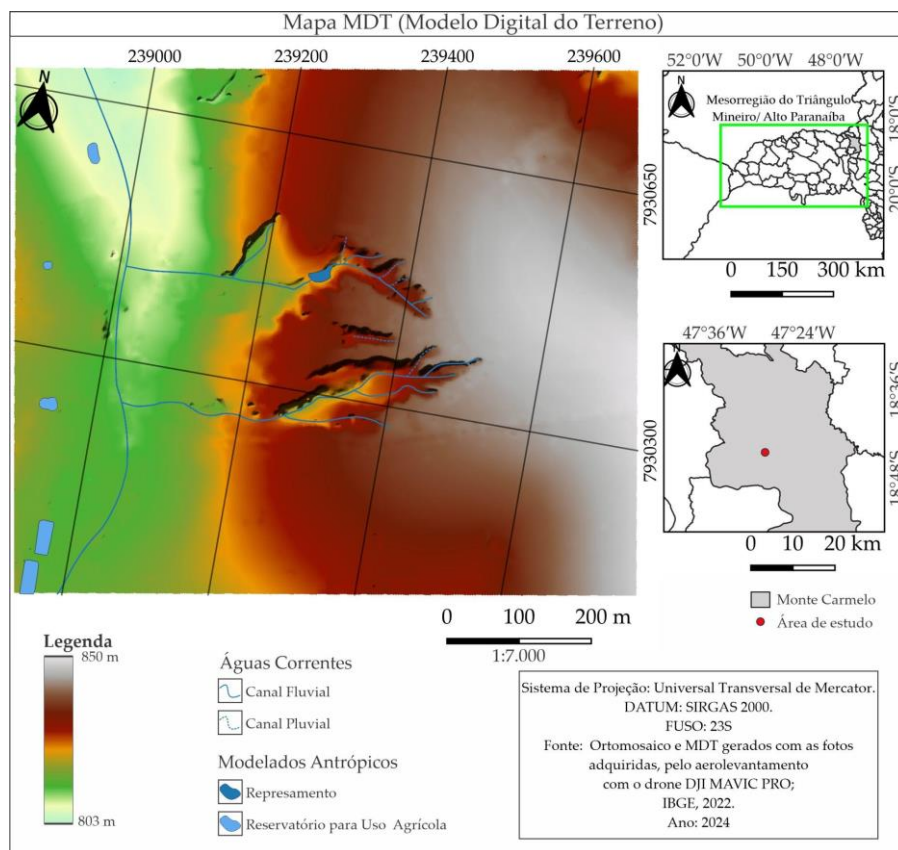 Mapa MDT (Modelo Digital do Terreno)
239000 239200 239400 239600
N
7930650
7930300
52°0′0″W 50°0′0″W 48°0′0″W
N
Mesorregião do Triângulo
Mineiro/ Alto Paranaíba
18°0′0″S
20°0′0″S
0 150 300 km
47°36′W 47°24′W
N
18°36′S
18°48′S
0 10 20 km
Monte Carmelo
Área de estudo
0 100 200 m
1:7.000
Legenda
850 m
803 m
Águas Correntes
Canal Fluvial
Canal Pluvial
Modelados Antrópicos
Represamento
Reservatório para Uso Agrícola
Sistema de Projeção: Universal Transversal de Mercator.
DATUM: SIRGAS 2000.
FUSO: 23S
Fonte: Ortomosaico e MDT gerados com as fotos
adquiridas, pelo aerolevantamento
com o drone DJI MAVIC PRO;
IBGE, 2022.
Ano: 2024